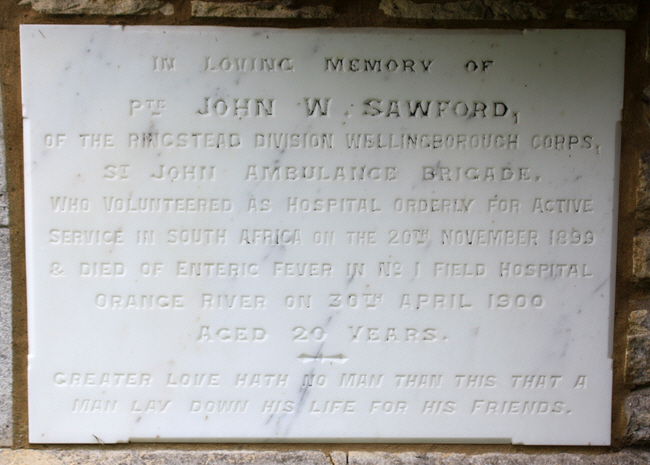 IN LOVING MEMORY OF
PTE JOHN W. SAWFORD,
OF THE RINGSTEAD DIVISION WELLINGBOROUGH CORPS,
ST JOHN AMBULANCE BRIGADE.
WHO VOLUNTEERED AS HOSPITAL ORDERLY FOR ACTIVE
SERVICE IN SOUTH AFRICA ON THE 20TH NOVEMBER 1899
& DIED OF ENTERIC FEVER IN NO 1 FIELD HOSPITAL
ORANGE RIVER ON 30TH APRIL 1900
AGED 20 YEARS.
GREATER LOVE HATH NO MAN THAN THIS THAT A
MAN LAY DOWN HIS LIFE FOR HIS FRIENDS.